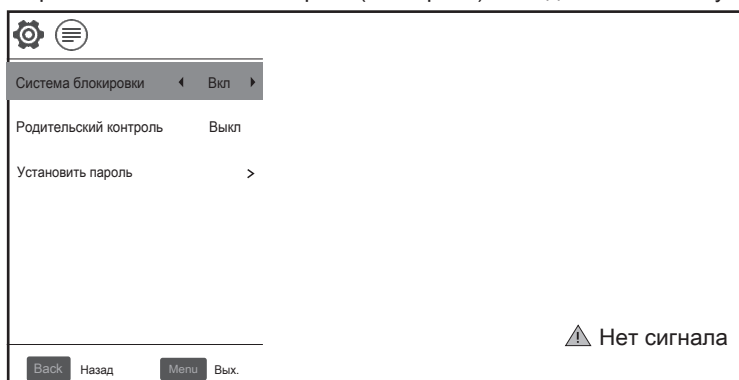 Система блокировки Вкл
Родительский контроль Выкл
Установить пароль >
Нет сигнала
Back Назад Menu Вых.